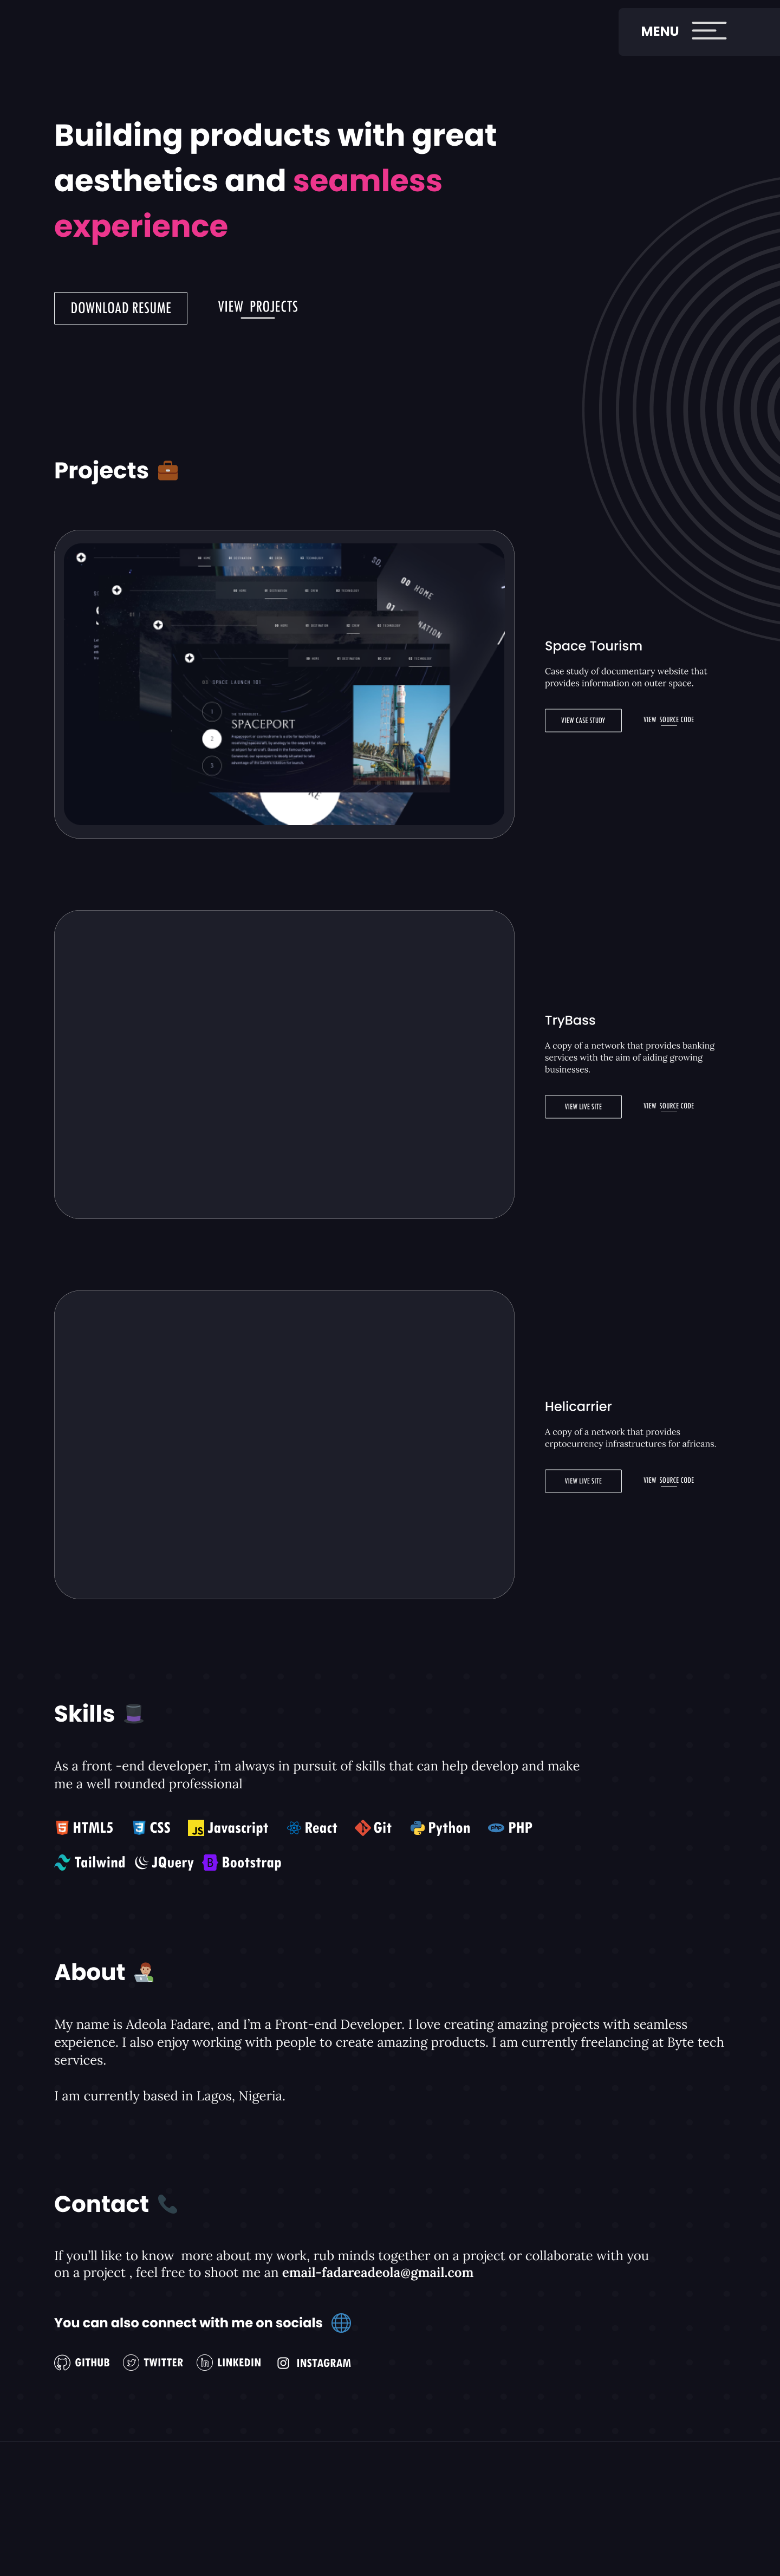 MENU
Building products with great
aesthetics and seamless
experience
DOWNLOAD RESUME
VIEW PROJECTS
Projects
SO.
00 HOME
01
NATION
SPACE LAUNCH 101
1
2
3
THE TECHNOLOGY...
SPACEPORT
Space Tourism
Case study of documentary website that
provides information on outer space.
VIEW CASE STUDY
VIEW SOURCE CODE
TryBass
A copy of a network that provides banking
services with the aim of aiding growing
businesses.
VIEW LIVE SITE
VIEW SOURCE CODE
Helicarrier
A copy of a network that provides
crptocurrency infrastructures for africans.
VIEW LIVE SITE
VIEW SOURCE CODE
Skills
As a front -end developer, i’m always in pursuit of skills that can help develop and make
me a well rounded professional
HTML5 CSS JS Javascript React Git Python php PHP
Tailwind JQuery B Bootstrap
About
My name is Adeola Fadare, and I’m a Front-end Developer. I love creating amazing projects with seamless
expeience. I also enjoy working with people to create amazing products. I am currently freelancing at Byte tech
services.
I am currently based in Lagos, Nigeria.
Contact
If you’ll like to know  more about my work, rub minds together on a project or collaborate with you
on a project , feel free to shoot me an email-fadareadeola@gmail.com
You can also connect with me on socials
GITHUB TWITTER LINKEDIN INSTAGRAM